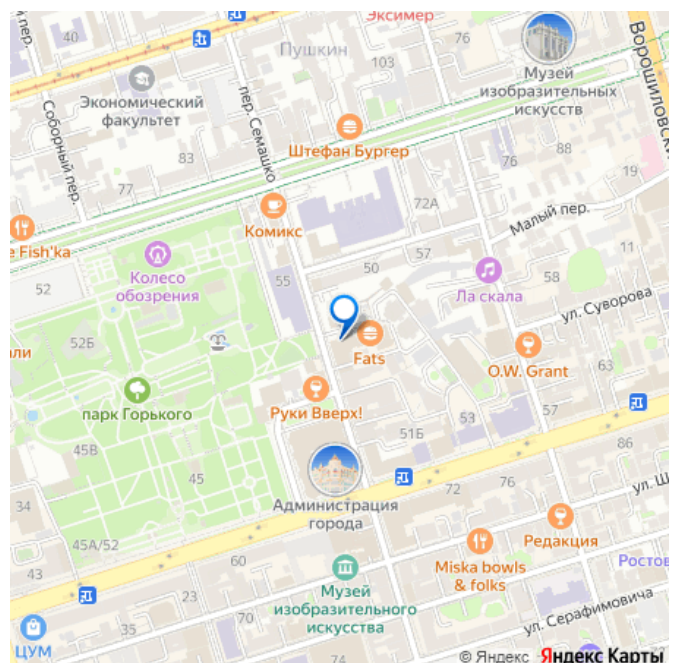 Эксимер
40
Пушкин
76
103
Музей
изобразительных
искусств
Ворошиловски
Соборный пер.
Экономический
факультет
пер. Семашко
Штефан Бургер
83
77
88
76
19
72А
Малый пер.
e Fish'ka
Комикс
57
50
11
58
Колесо
обозрения
55
52
Ла скала
ул. Суворова
52Б
али
Fats
O.W. Grant
63
парк Горького
Руки Вверх!
57
53
51Б
45В
45
86
34
Администрация
города
72
76
ул. Ш
45А/52
60
43
Редакция
Miska bowls
& folks
Ростов
23
Музей
изобразительного
искусства
70
35
ул. Серафимовича
ЦУМ
74
© Яндекс Яндекс Карты